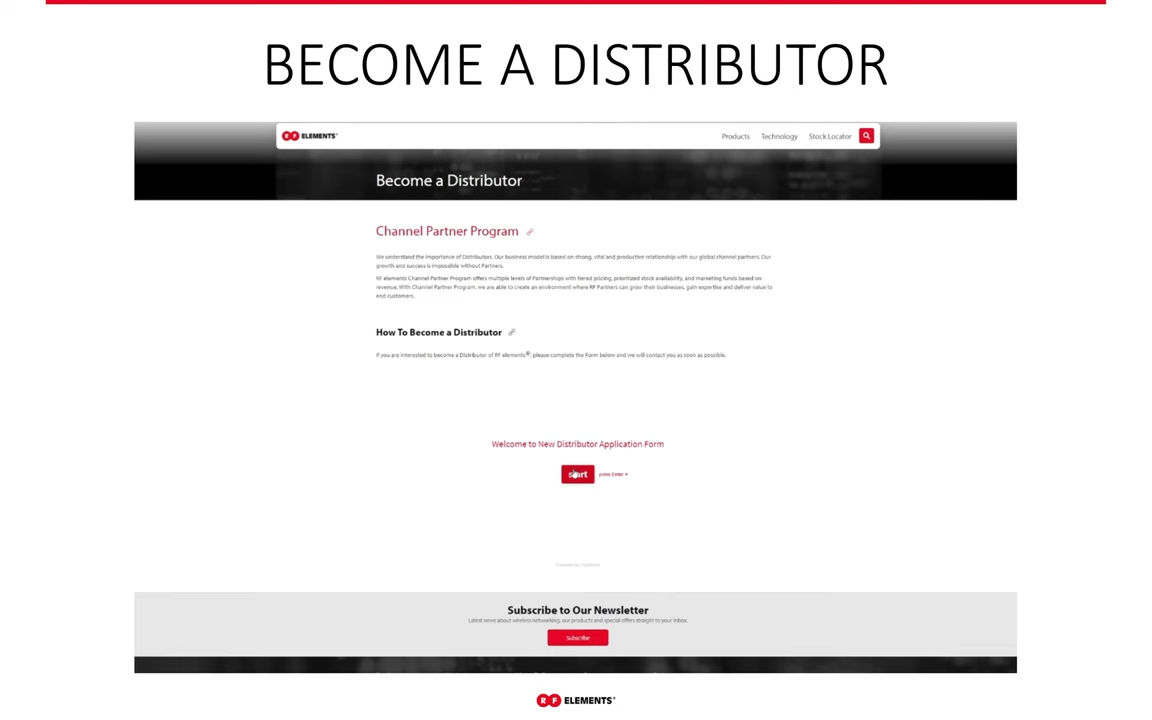 BECOME A DISTRIBUTOR
RF ELEMENTS®
Products Technology Stock Locator
Become a Distributor
Channel Partner Program
We understand the importance of Distributors. Our business model is based on strong, vital and productive relationship with our global channel partners. Our
growth and success is impossible without Partners.
RF elements Channel Partner Program offers multiple levels of Partnerships with tiered pricing, prioritized stock availability, and marketing funds based on
revenue. With Channel Partner Program, we are able to create an environment where RF Partners can grow their businesses, gain expertise and deliver value to
end customers.
How To Become a Distributor
If you are interested to become a Distributor of RF elements®, please complete the Form below and we will contact you as soon as possible.
Welcome to New Distributor Application Form
start press Enter
Powered by Typeform
Subscribe to Our Newsletter
Latest news about wireless networking, our products and special offers straight to your inbox.
Subscribe
RF ELEMENTS®